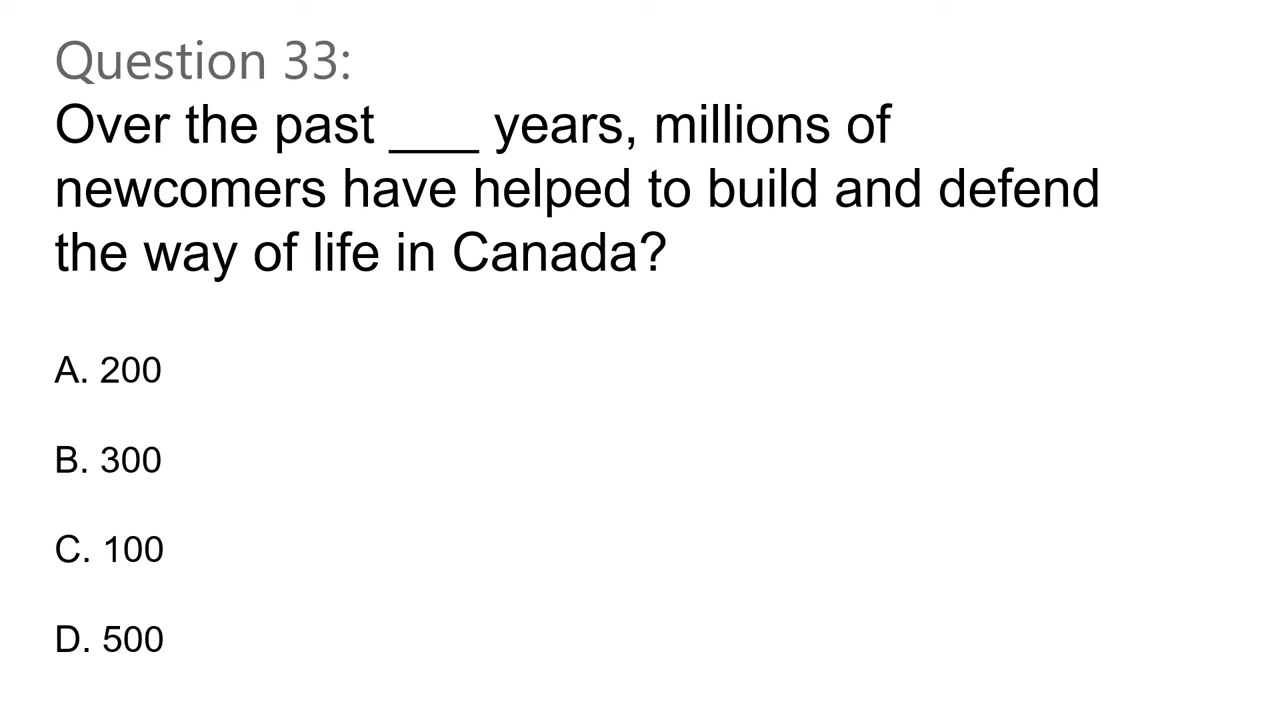 Question 33:
Over the past ___ years, millions of
newcomers have helped to build and defend
the way of life in Canada?
A. 200
B. 300
C. 100
D. 500